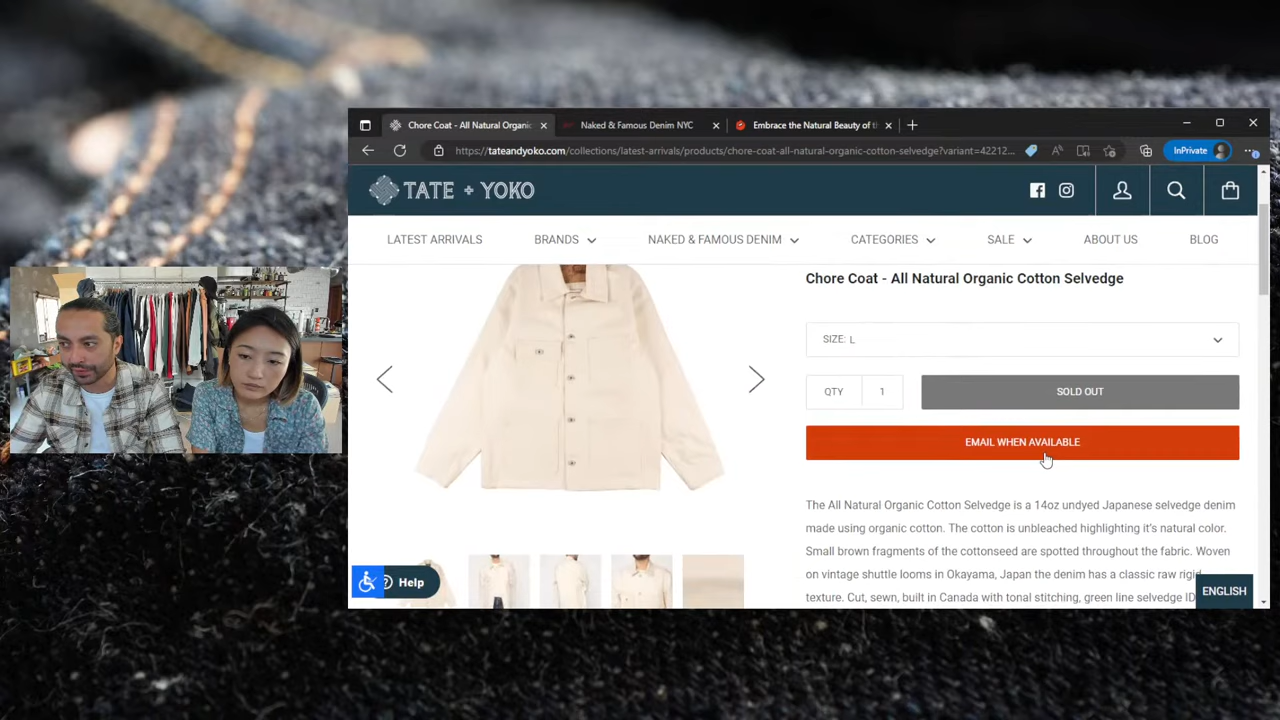 Chore Coat - All Natural Organic
Naked & Famous Denim NYC
Embrace the Natural Beauty of t
https://tateandyoko.com/collections/latest-arrivals/products/chore-coat-all-natural-organic-cotton-selvedge?variant=42212...
InPrivate
TATE + YOKO
LATEST ARRIVALS BRANDS NAKED & FAMOUS DENIM CATEGORIES SALE ABOUT US BLOG
Chore Coat - All Natural Organic Cotton Selvedge
SIZE: L
QTY 1 SOLD OUT
EMAIL WHEN AVAILABLE
The All Natural Organic Cotton Selvedge is a 14oz undyed Japanese selvedge denim
made using organic cotton. The cotton is unbleached highlighting it's natural color.
Small brown fragments of the cottonseed are spotted throughout the fabric. Woven
on vintage shuttle looms in Okayama, Japan the denim has a classic raw rigid
texture. Cut, sewn, built in Canada with tonal stitching, green line selvedge ID
? Help
ENGLISH